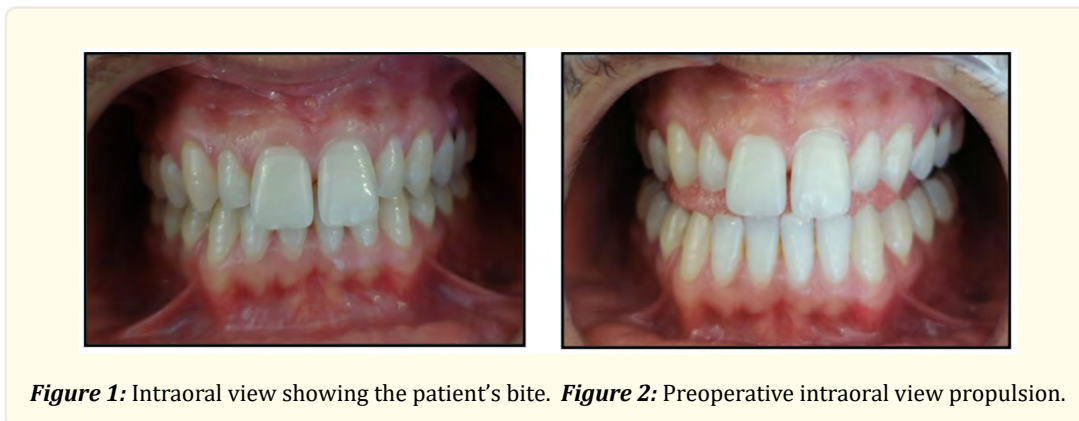 Figure 1: Intraoral view showing the patient's bite. Figure 2: Preoperative intraoral view propulsion.